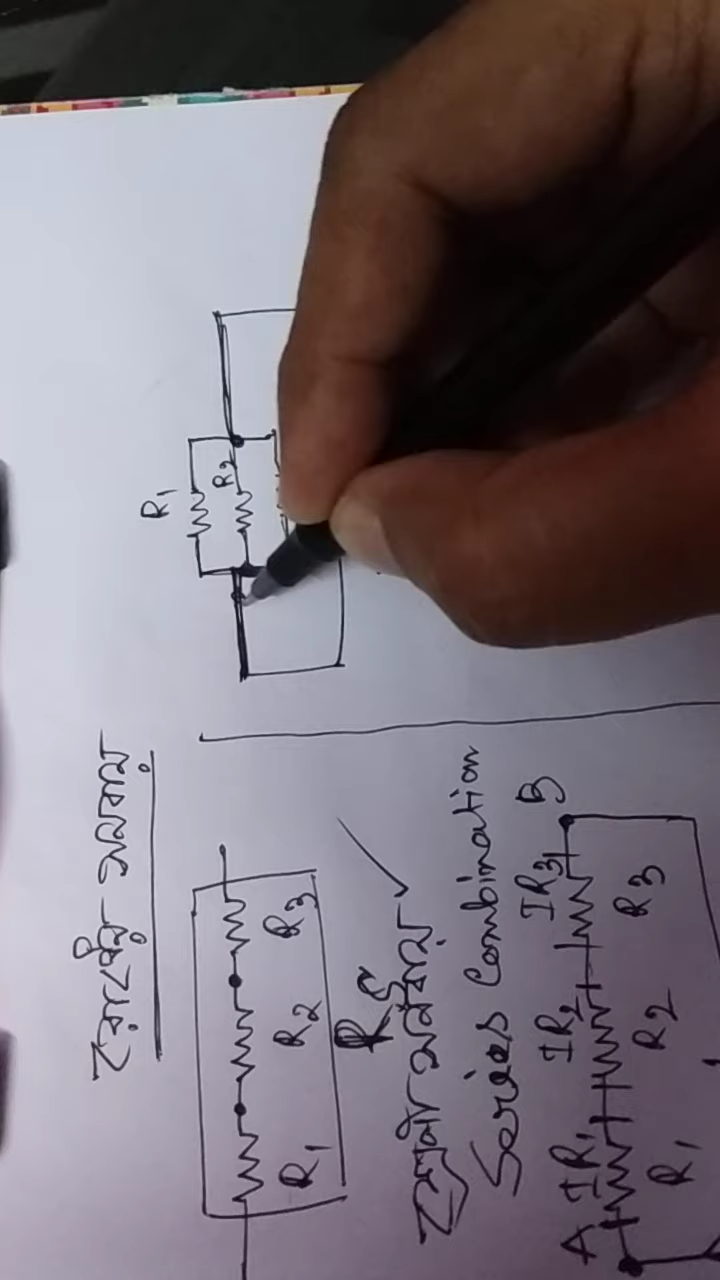 রোধের সমবায়
R1 R2 R3
RS
শ্রেণী সমবায়
Series Combination
A IR1 IR2 IR3 B
R1 R2 R3
R1
R2